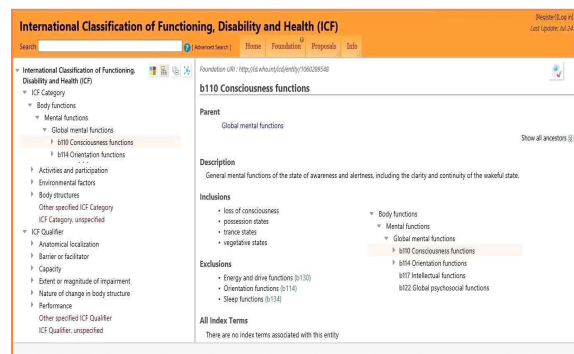 International Classification of Functioning, Disability and Health (ICF)
[Register][Log in]
Last Update: Jul 24
Search
[ Advanced Search ]
Home Foundation Proposals Info
International Classification of Functioning,
Disability and Health (ICF)
ICF Category
Body functions
Mental functions
Global mental functions
b110 Consciousness functions
b114 Orientation functions
...
Activities and participation
Environmental factors
Body structures
Other specified ICF Category
ICF Category, unspecified
ICF Qualifier
Anatomical localization
Barrier or facilitator
Capacity
Extent or magnitude of impairment
Nature of change in body structure
Performance
Other specified ICF Qualifier
ICF Qualifier, unspecified
Foundation URI : http://id.who.int/icd/entity/1060289546
b110 Consciousness functions
Parent
Global mental functions
Show all ancestors
Description
General mental functions of the state of awareness and alertness, including the clarity and continuity of the wakeful state.
Inclusions
• loss of consciousness
• possession states
• trance states
• vegetative states
Exclusions
• Energy and drive functions (b130)
• Orientation functions (b114)
• Sleep functions (b134)
All Index Terms
There are no index terms associated with this entity
Body functions
Mental functions
Global mental functions
b110 Consciousness functions
b114 Orientation functions
b117 Intellectual functions
b122 Global psychosocial functions